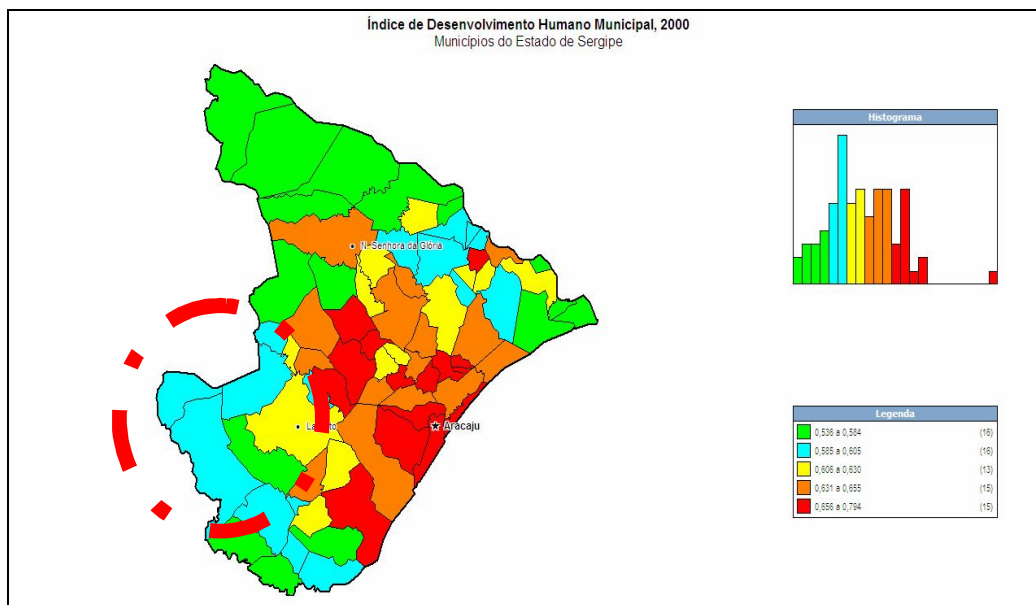 Índice de Desenvolvimento Humano Municipal, 2000
Municípios do Estado de Sergipe
Histograma
N. Senhora da Glória
Aracaju
Legenda
0,536 a 0,584 (16)
0,585 a 0,605 (16)
0,606 a 0,630 (13)
0,631 a 0,655 (15)
0,656 a 0,794 (15)